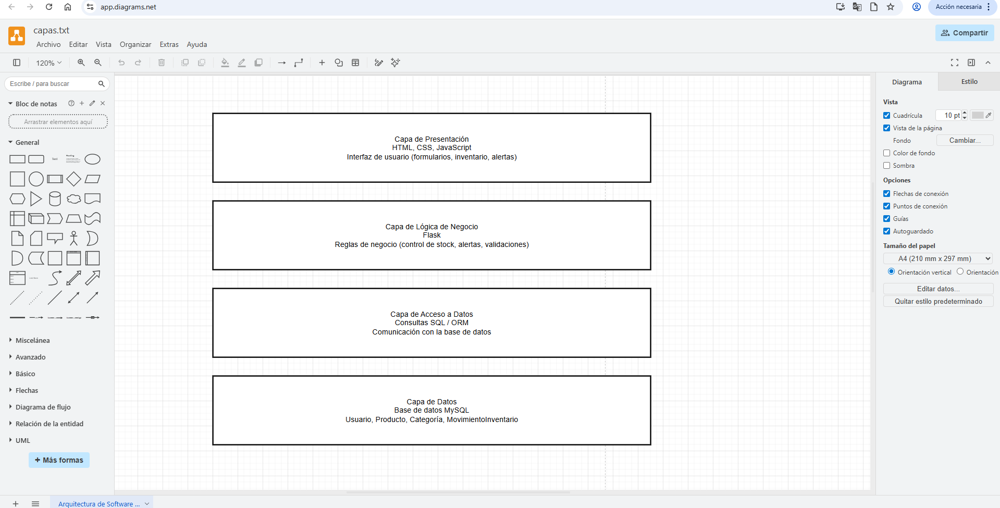 app.diagrams.net
Acción necesaria
capas.txt
Archivo Editar Vista Organizar Extras Ayuda
Compartir
120%
Escribe / para buscar
Bloc de notas
Arrastrar elementos aquí
General
Text
Heading
Miscelánea
Avanzado
Básico
Flechas
Diagrama de flujo
Relación de la entidad
UML
+ Más formas
Capa de Presentación
HTML, CSS, JavaScript
Interfaz de usuario (formularios, inventario, alertas)
Capa de Lógica de Negocio
Flask
Reglas de negocio (control de stock, alertas, validaciones)
Capa de Acceso a Datos
Consultas SQL / ORM
Comunicación con la base de datos
Capa de Datos
Base de datos MySQL
Usuario, Producto, Categoría, MovimientoInventario
Diagrama Estilo
Vista
Cuadrícula 10 pt
Vista de la página
Fondo Cambiar...
Color de fondo
Sombra
Opciones
Flechas de conexión
Puntos de conexión
Guías
Autoguardado
Tamaño del papel
A4 (210 mm x 297 mm)
Orientación vertical Orientación
Editar datos...
Quitar estilo predeterminado
Arquitectura de Software ...